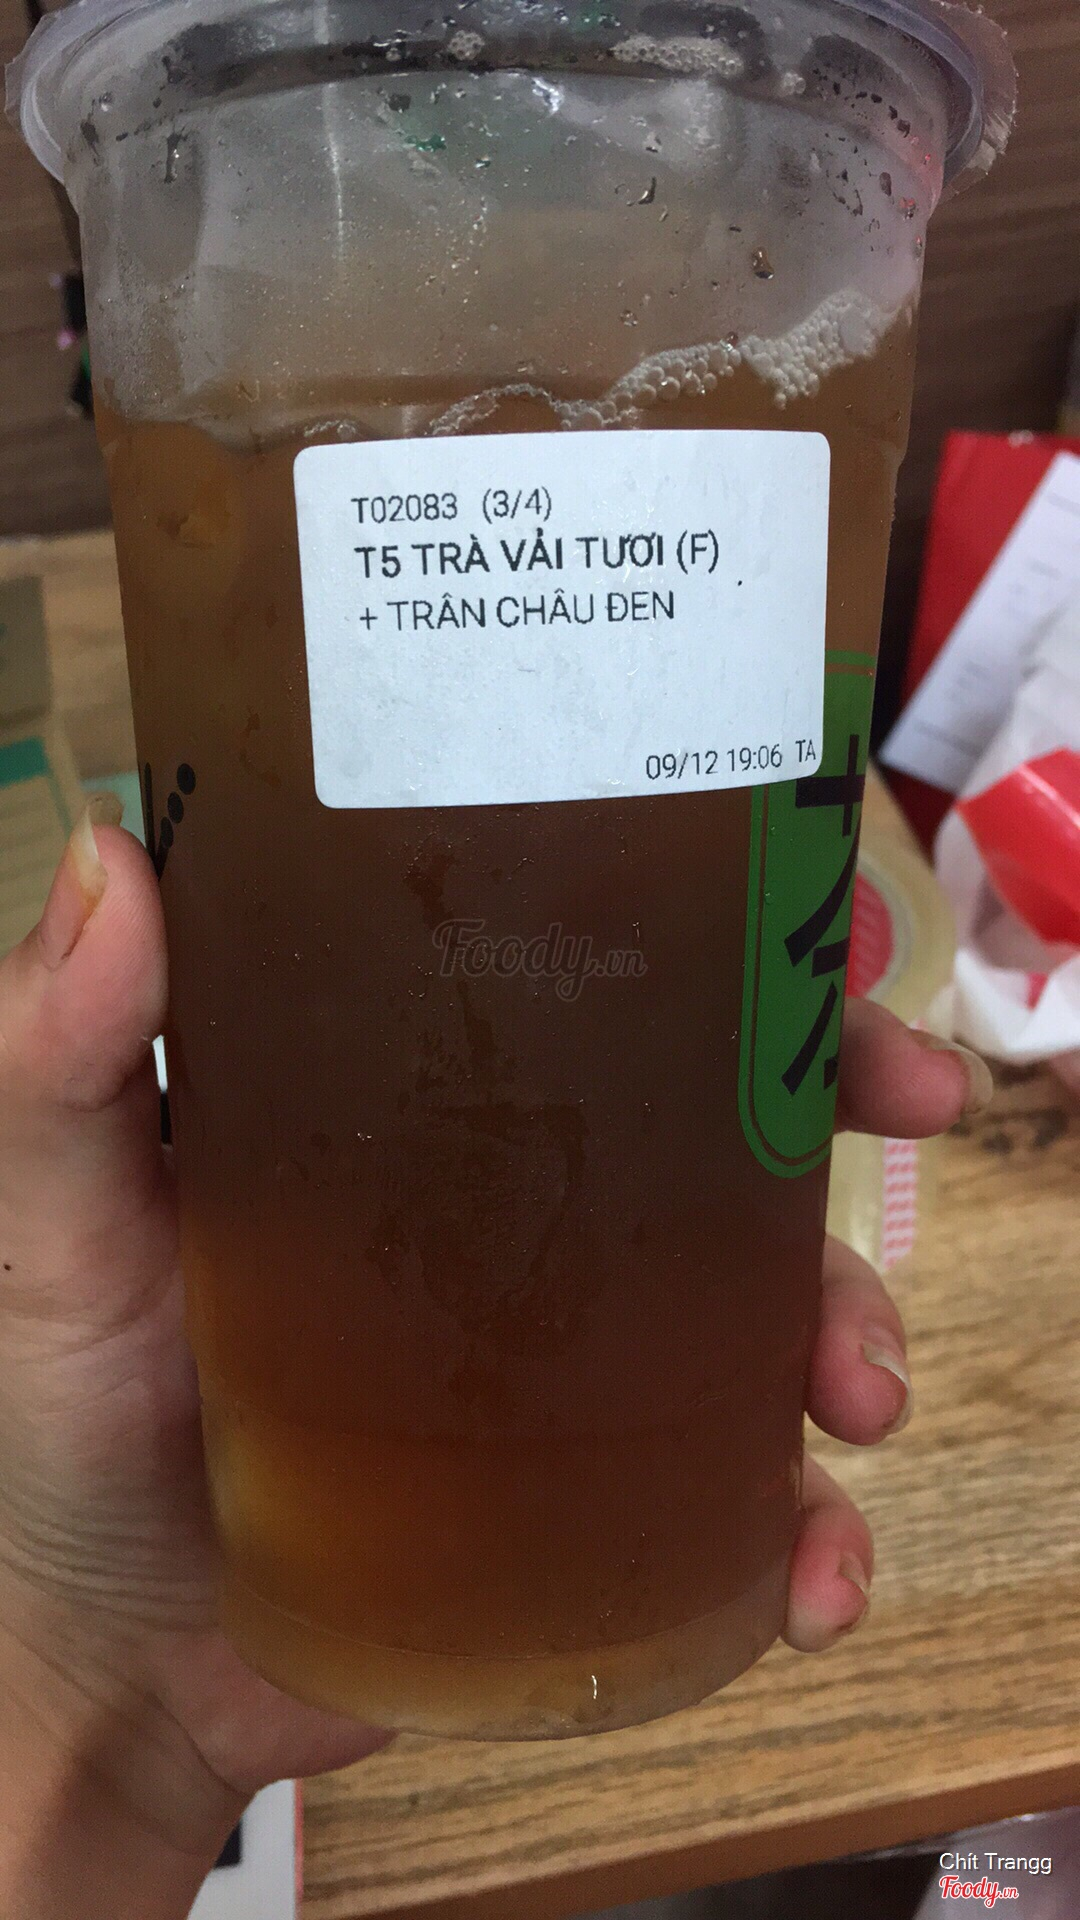 T02083 (3/4)
T5 TRÀ VẢI TƯƠI (F)
+ TRÂN CHÂU ĐEN
09/12 19:06 TA
Foody.vn
Chít Trangg
Foody.vn